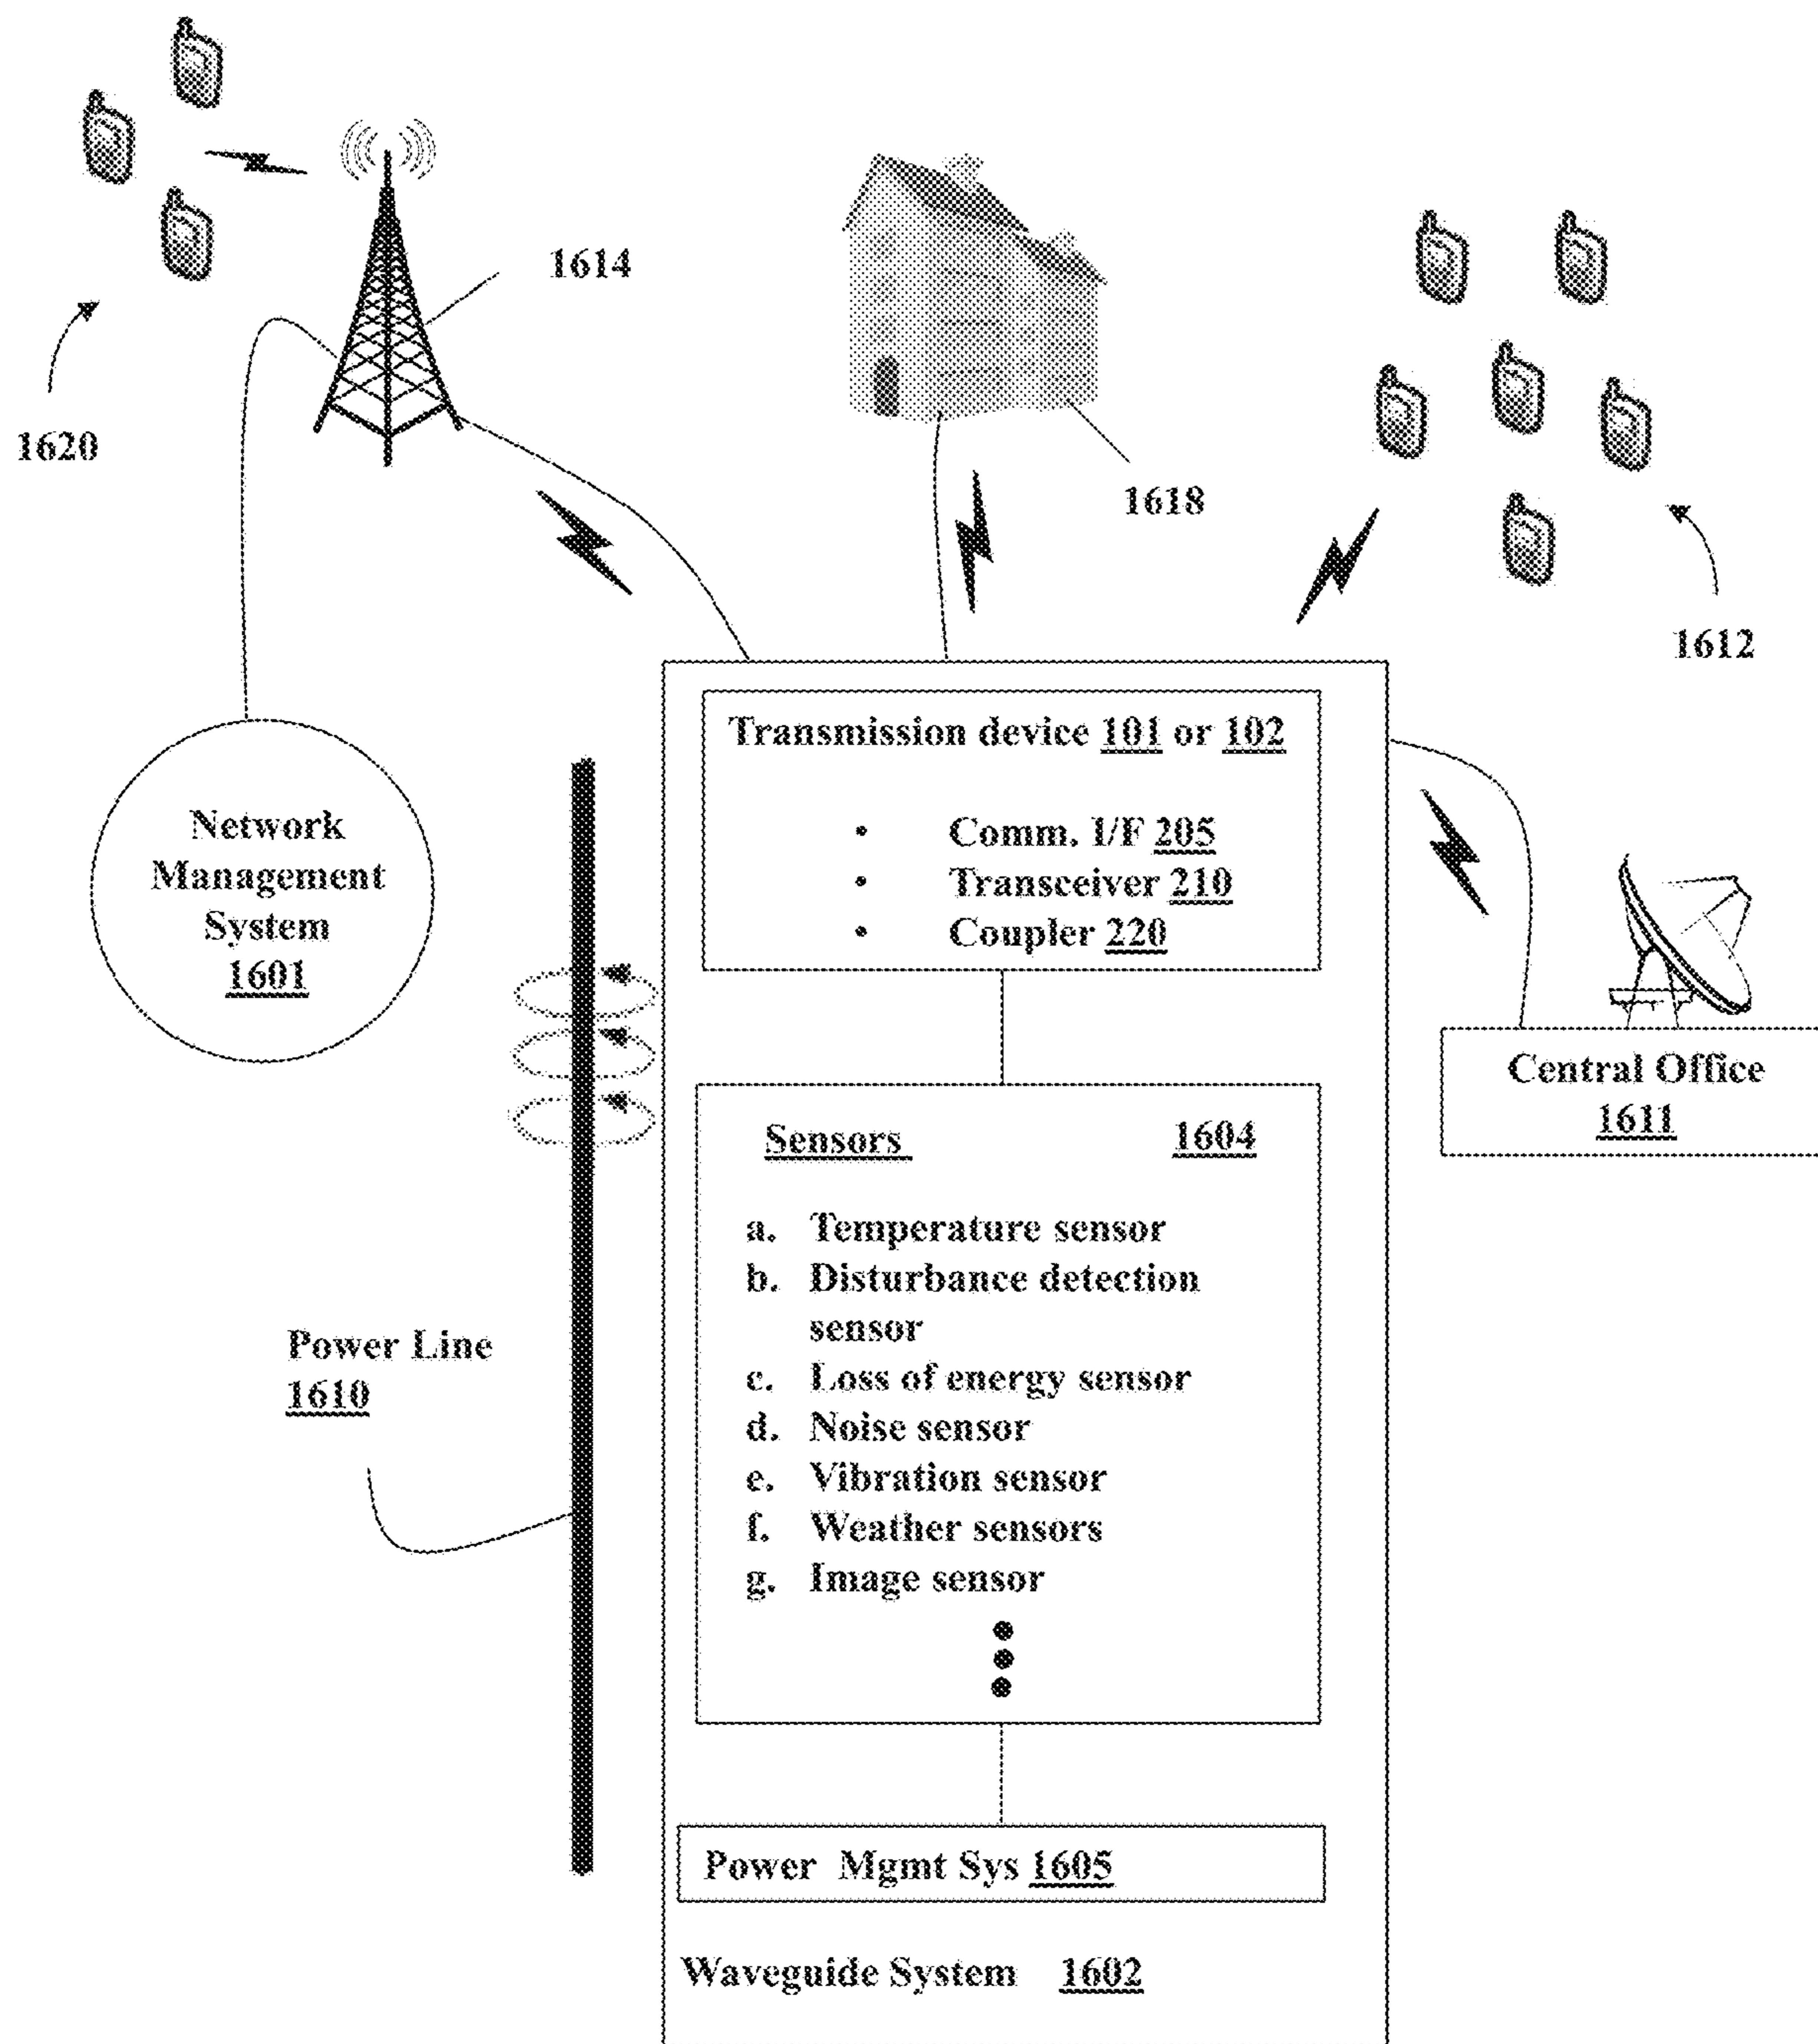 1614
1620
1618
1612
Transmission device 101 or 102
• Comm. I/F 205
• Transceiver 210
• Coupler 220
Network
Management
System
1601
Central Office
1611
Sensors 1604
a. Temperature sensor
b. Disturbance detection
sensor
c. Loss of energy sensor
d. Noise sensor
e. Vibration sensor
f. Weather sensors
g. Image sensor
Power Line
1610
Power Mgmt Sys 1605
Waveguide System 1602